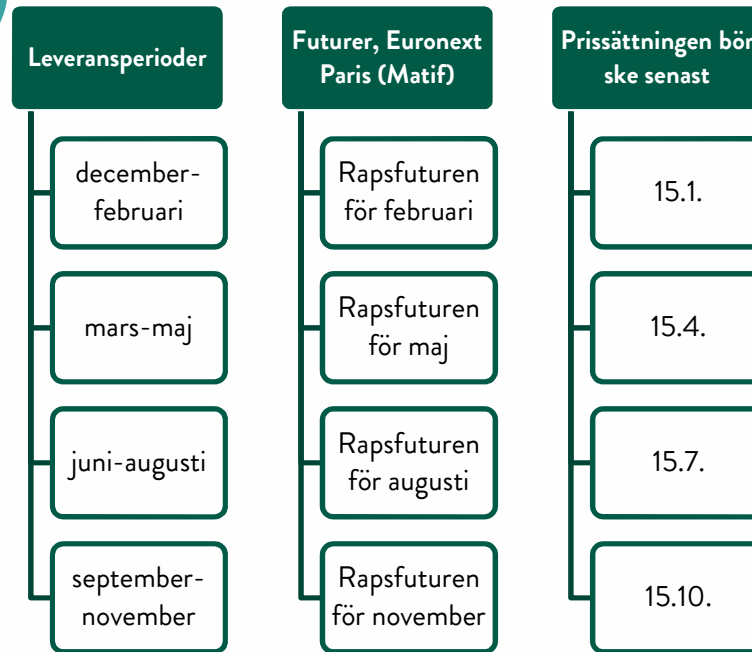 Leveransperioder
december-
februari
mars-maj
juni-augusti
september-
november
Futurer, Euronext
Paris (Matif)
Rapsfuturen
för februari
Rapsfuturen
för maj
Rapsfuturen
för augusti
Rapsfuturen
för november
Prissättningen bör
ske senast
15.1.
15.4.
15.7.
15.10.